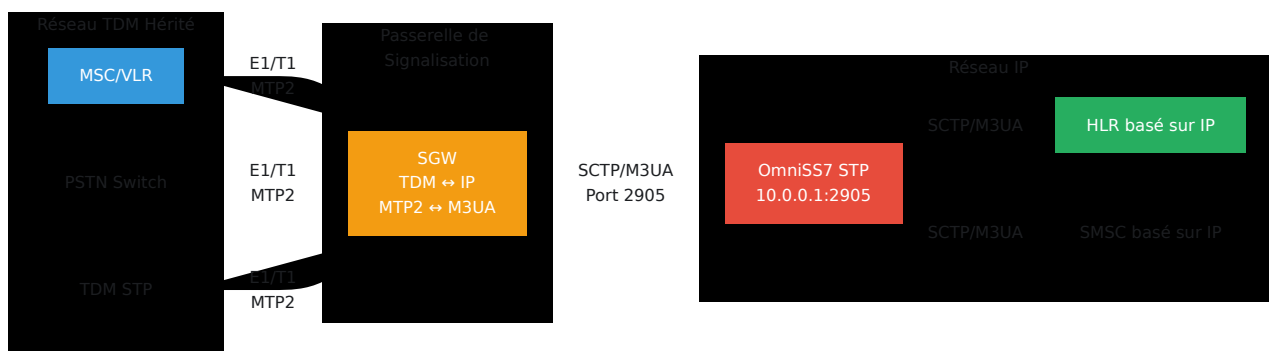 Réseau TDM Hérité
MSC/VLR
PSTN Switch
TDM STP
E1/T1
MTP2
E1/T1
MTP2
E1/T1
MTP2
Passerelle de
Signalisation
SGW
TDM ↔ IP
MTP2 ↔ M3UA
SCTP/M3UA
Port 2905
Réseau IP
OmniSS7 STP
10.0.0.1:2905
SCTP/M3UA
HLR basé sur IP
SCTP/M3UA
SMSC basé sur IP